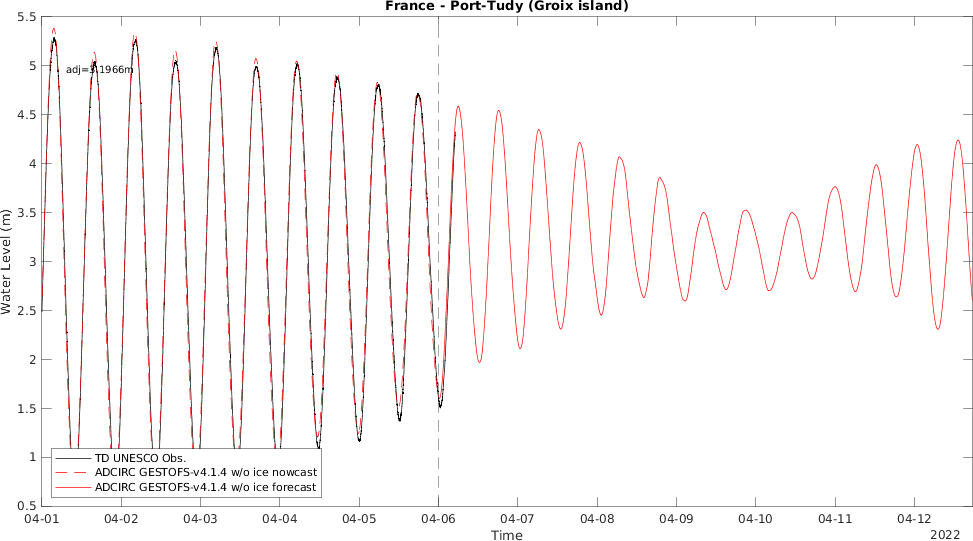 France - Port-Tudy (Groix island)
5.5
5
4.5
4
3.5
3
2.5
2
1.5
1
0.5
Water Level (m)
adj=3.1966m
TD UNESCO Obs.
ADCIRC GESTOFS-v4.1.4 w/o ice nowcast
ADCIRC GESTOFS-v4.1.4 w/o ice forecast
04-01 04-02 04-03 04-04 04-05 04-06 04-07 04-08 04-09 04-10 04-11 04-12
Time
2022